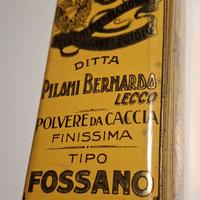 DITTA
PILONI BERNARDO
LECCO
POLVERE DA CACCIA
FINISSIMA
TIPO
FOSSANO